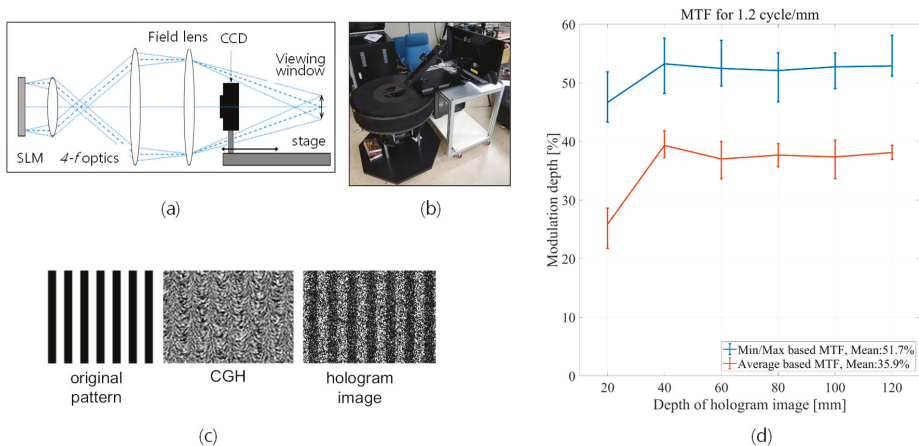 Field lens
CCD
Viewing
window
SLM
4-f optics
stage
(a)
(b)
original
pattern
CGH
hologram
image
(c)
MTF for 1.2 cycle/mm
Modulation depth [%]
60
50
40
30
20
10
0
20
40
60
80
100
120
Depth of hologram image [mm]
Min/Max based MTF, Mean:51.7%
Average based MTF, Mean:35.9%
(d)